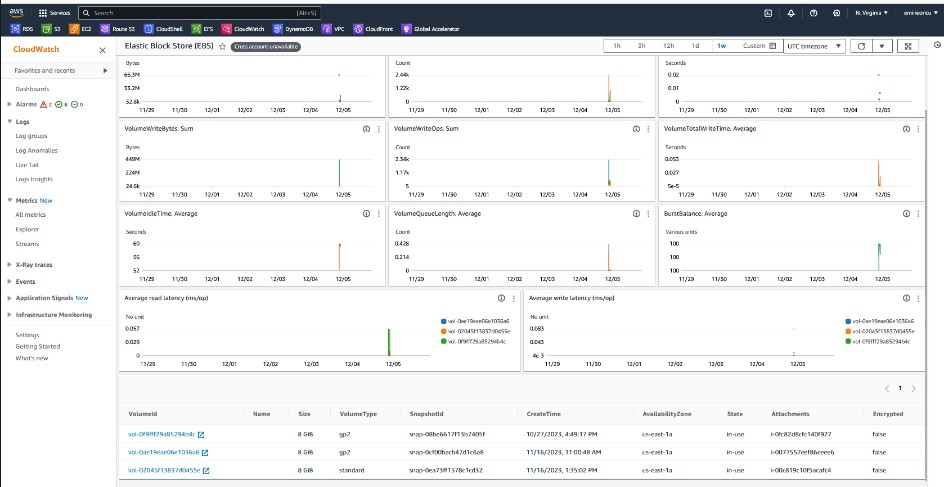 aws Services Search [Alt+S] N. Virginia emineoneu
RDS S3 EC2 Route 53 CloudShell EFS CloudWatch DynamoDB VPC CloudFront Global Accelerator
CloudWatch
Favorites and recents
Dashboards
Alarms 2 6 0
Logs
Log groups
Log Anomalies
Live Tail
Logs Insights
Metrics New
All metrics
Explorer
Streams
X-Ray traces
Events
Application Signals New
Infrastructure Monitoring
Settings
Getting Started
What's new
Elastic Block Store (EBS) Cross account unavailable
1h 3h 12h 1d 1w Custom UTC timezone
Bytes
66.3M
33.2M
32.8k
11/29 11/30 12/01 12/02 12/03 12/04 12/05
Count
2.44k
1.22k
0
11/29 11/30 12/01 12/02 12/03 12/04 12/05
Seconds
0.02
0.01
0
11/29 11/30 12/01 12/02 12/03 12/04 12/05
VolumeWriteBytes: Sum
Bytes
449M
224M
24.6k
11/29 11/30 12/01 12/02 12/03 12/04 12/05
VolumeWriteOps: Sum
Count
2.34k
1.17k
5
11/29 11/30 12/01 12/02 12/03 12/04 12/05
VolumeTotalWriteTime: Average
Seconds
0.053
0.027
5e-5
11/29 11/30 12/01 12/02 12/03 12/04 12/05
VolumeIdleTime: Average
Seconds
60
56
52
11/29 11/30 12/01 12/02 12/03 12/04 12/05
VolumeQueueLength: Average
Count
0.428
0.214
0
11/29 11/30 12/01 12/02 12/03 12/04 12/05
BurstBalance: Average
Various units
100
100
100
11/29 11/30 12/01 12/02 12/03 12/04 12/05
Average read latency (ms/op)
No unit
0.057
0.029
0
11/29 11/30 12/01 12/02 12/03 12/04 12/05
vol-0ae19eae06e1036a6
vol-02045f13837d0455e
vol-0f9fff29a85294b4c
Average write latency (ms/op)
No unit
0.083
0.043
4e-3
11/29 11/30 12/01 12/02 12/03 12/04 12/05
vol-0ae19eae06e1036a6
vol-02045f13837d0455e
vol-0f9fff29a85294b4c
1
VolumeId Name Size VolumeType SnapshotId CreateTime AvailabilityZone State Attachments Encrypted
vol-0f9fff29a85294b4c 8 GiB gp2 snap-08be6617f13b7405f 10/27/2023, 4:49:17 PM us-east-1a in-use i-0fc82d8cfc140f927 false
vol-0ae19eae06e1036a6 8 GiB gp2 snap-0cf00bacb47d1c6a8 11/16/2023, 11:00:48 AM us-east-1a in-use i-0077557eef86eeee6 false
vol-02045f13837d0455e 8 GiB standard snap-0ea73ff1578c1cd32 11/16/2023, 1:35:02 PM us-east-1a in-use i-00c819c10f5acafc4 false